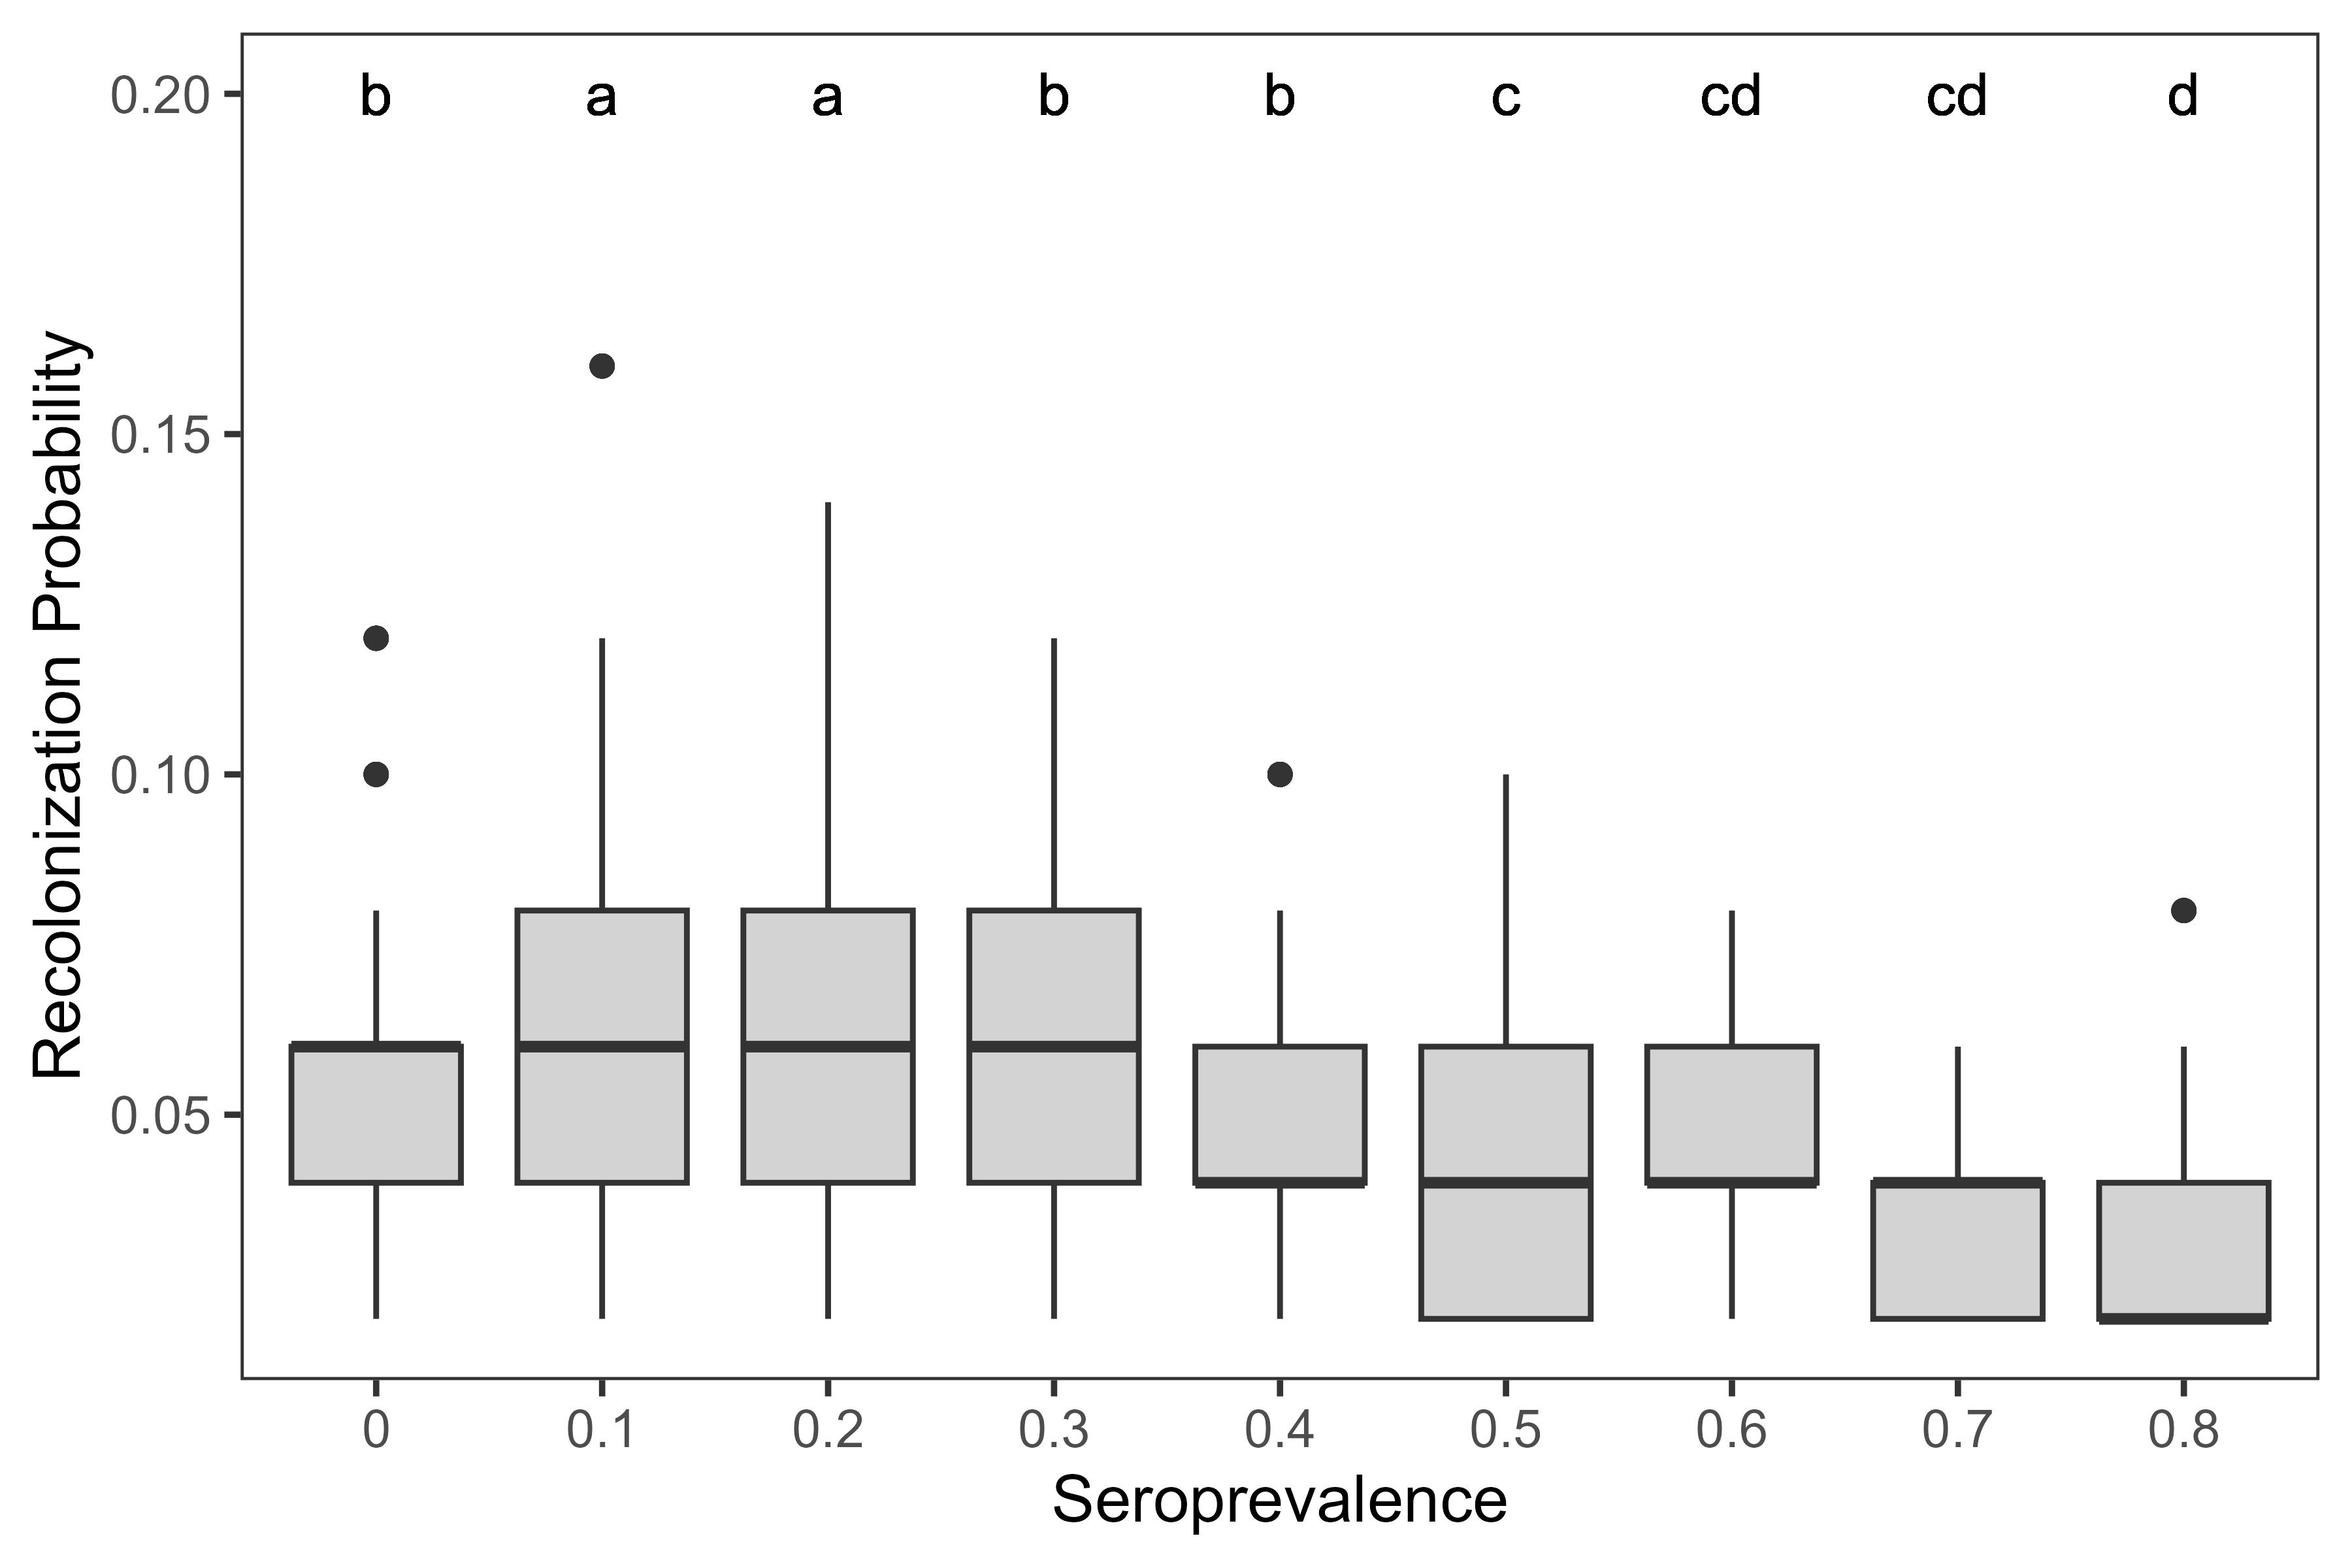 b a a b b c cd cd d
0.20
0.15
0.10
0.05
Recolonization Probability
0 0.1 0.2 0.3 0.4 0.5 0.6 0.7 0.8
Seroprevalence